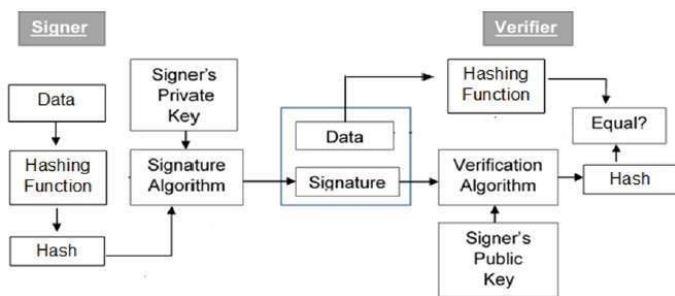 Signer
Verifier
Signer's
Private
Key
Data
Hashing
Function
Hash
Signature
Algorithm
Data
Signature
Hashing
Function
Equal?
Verification
Algorithm
Hash
Signer's
Public
Key